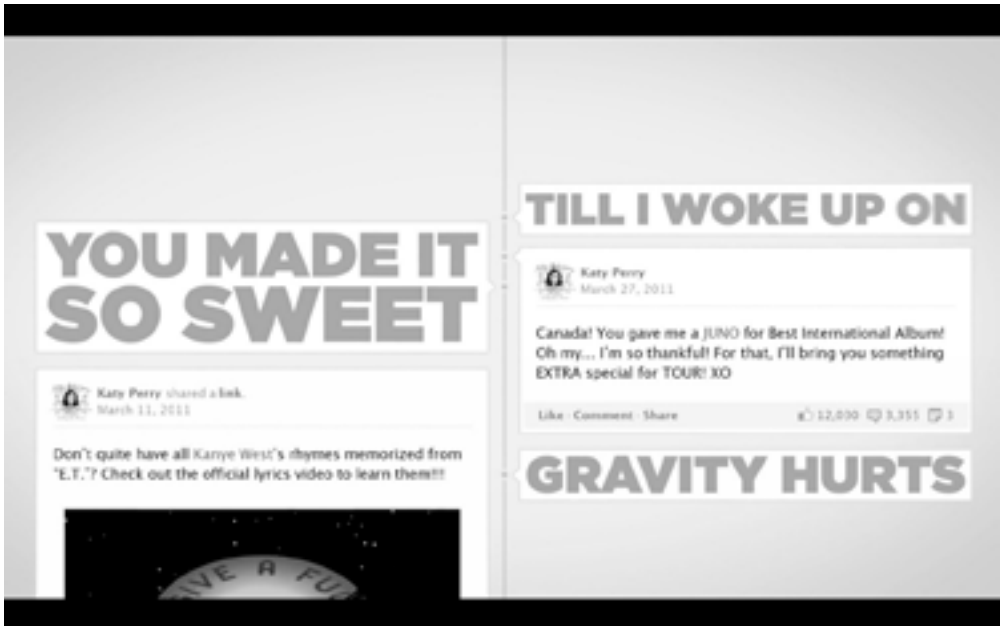 YOU MADE IT
SO SWEET
Katy Perry shared a link.
March 11, 2011
Don't quite have all Kanye West's rhymes memorized from
"E.T."? Check out the official lyrics video to learn them!!!
GIVE A FU
TILL I WOKE UP ON
Katy Perry
March 27, 2011
Canada! You gave me a JUNO for Best International Album!
Oh my... I'm so thankful! For that, I'll bring you something
EXTRA special for TOUR! XO
Like · Comment · Share 12,030 3,355 3
GRAVITY HURTS